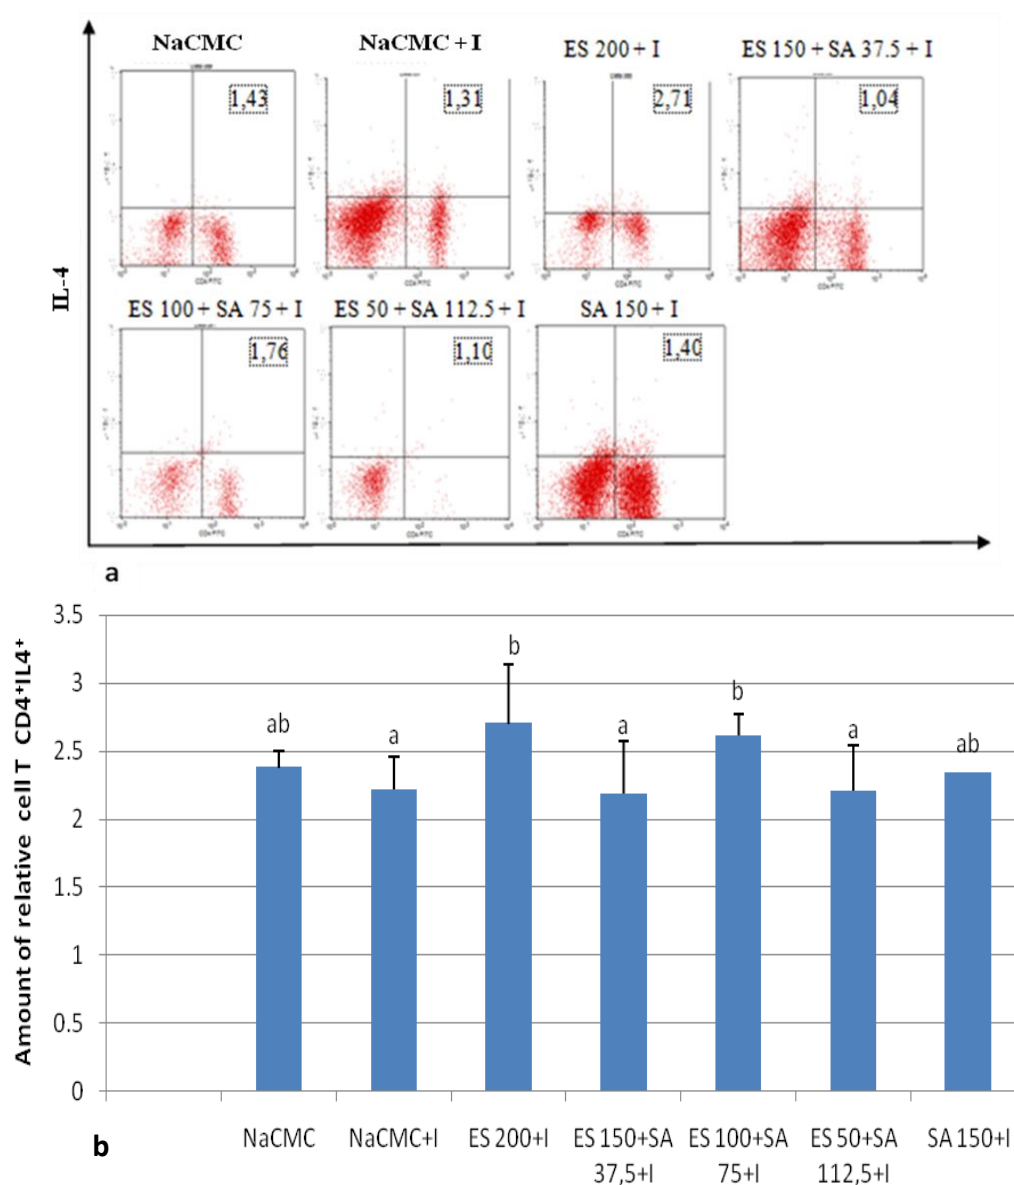 NaCMC
NaCMC + I
ES 200 + I
ES 150 + SA 37.5 + I
1,43
1,31
2,71
1,04
IL-4
ES 100 + SA 75 + I
ES 50 + SA 112.5 + I
SA 150 + I
1,76
1,10
1,40
a
3.5
3
2.5
2
1.5
1
0.5
0
Amount of relative cell T CD4⁺IL4⁺
ab
a
b
a
b
a
ab
NaCMC
NaCMC+I
ES 200+I
ES 150+SA
37,5+I
ES 100+SA
75+I
ES 50+SA
112,5+I
SA 150+I
b